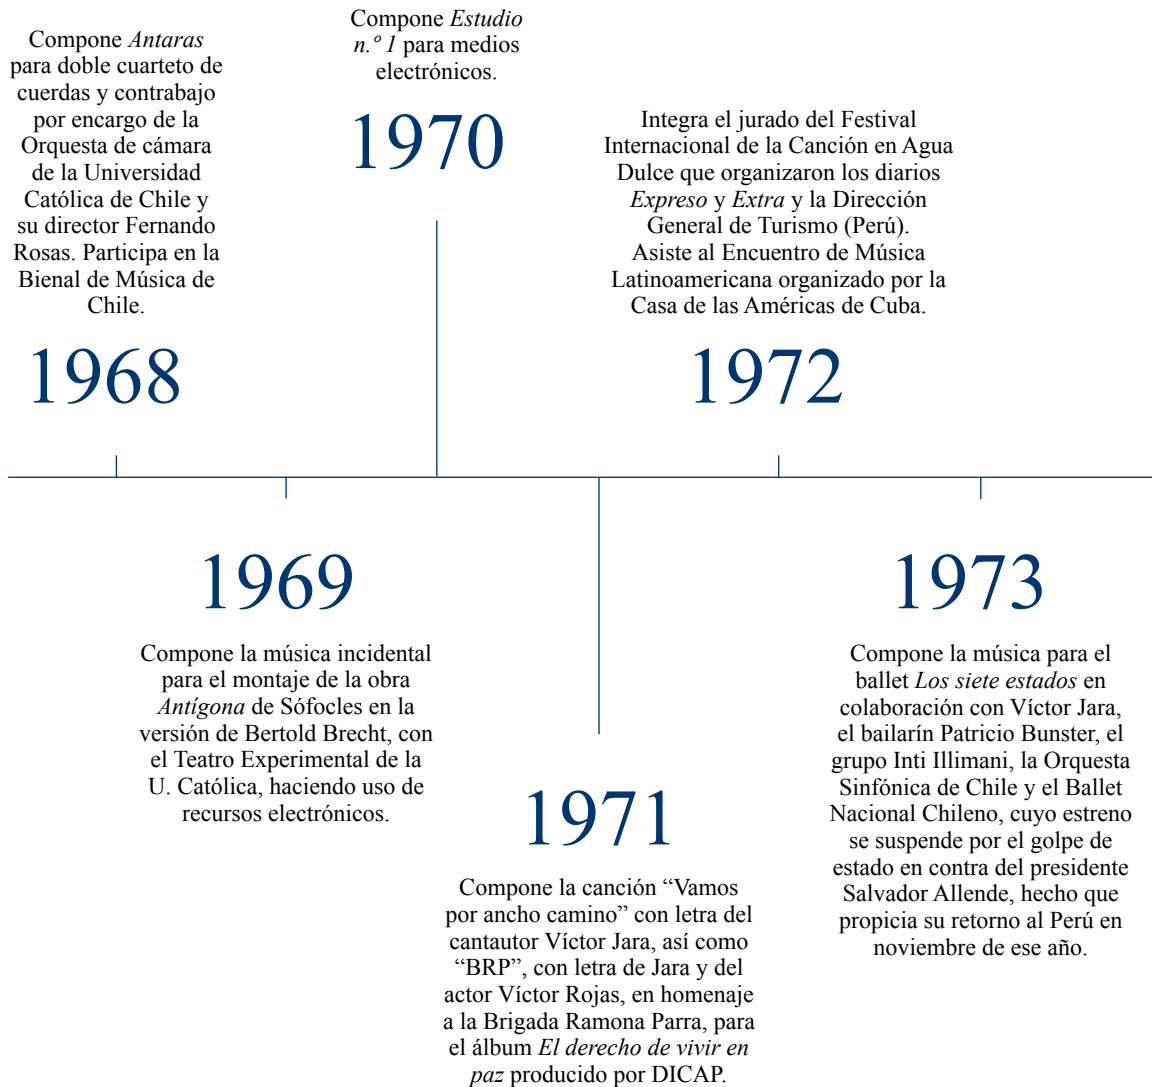 Compone Antaras
para doble cuarteto de
cuerdas y contrabajo
por encargo de la
Orquesta de cámara
de la Universidad
Católica de Chile y
su director Fernando
Rosas. Participa en la
Bienal de Música de
Chile.
1968
Compone la música incidental
para el montaje de la obra
Antígona de Sófocles en la
versión de Bertold Brecht, con
el Teatro Experimental de la
U. Católica, haciendo uso de
recursos electrónicos.
1969
Compone Estudio
n.º 1 para medios
electrónicos.
1970
1971
Compone la canción “Vamos
por ancho camino” con letra del
cantautor Víctor Jara, así como
“BRP”, con letra de Jara y del
actor Víctor Rojas, en homenaje
a la Brigada Ramona Parra, para
el álbum El derecho de vivir en
paz producido por DICAP.
Integra el jurado del Festival
Internacional de la Canción en Agua
Dulce que organizaron los diarios
Expreso y Extra y la Dirección
General de Turismo (Perú).
Asiste al Encuentro de Música
Latinoamericana organizado por la
Casa de las Américas de Cuba.
1972
1973
Compone la música para el
ballet Los siete estados en
colaboración con Víctor Jara,
el bailarín Patricio Bunster, el
grupo Inti Illimani, la Orquesta
Sinfónica de Chile y el Ballet
Nacional Chileno, cuyo estreno
se suspende por el golpe de
estado en contra del presidente
Salvador Allende, hecho que
propicia su retorno al Perú en
noviembre de ese año.